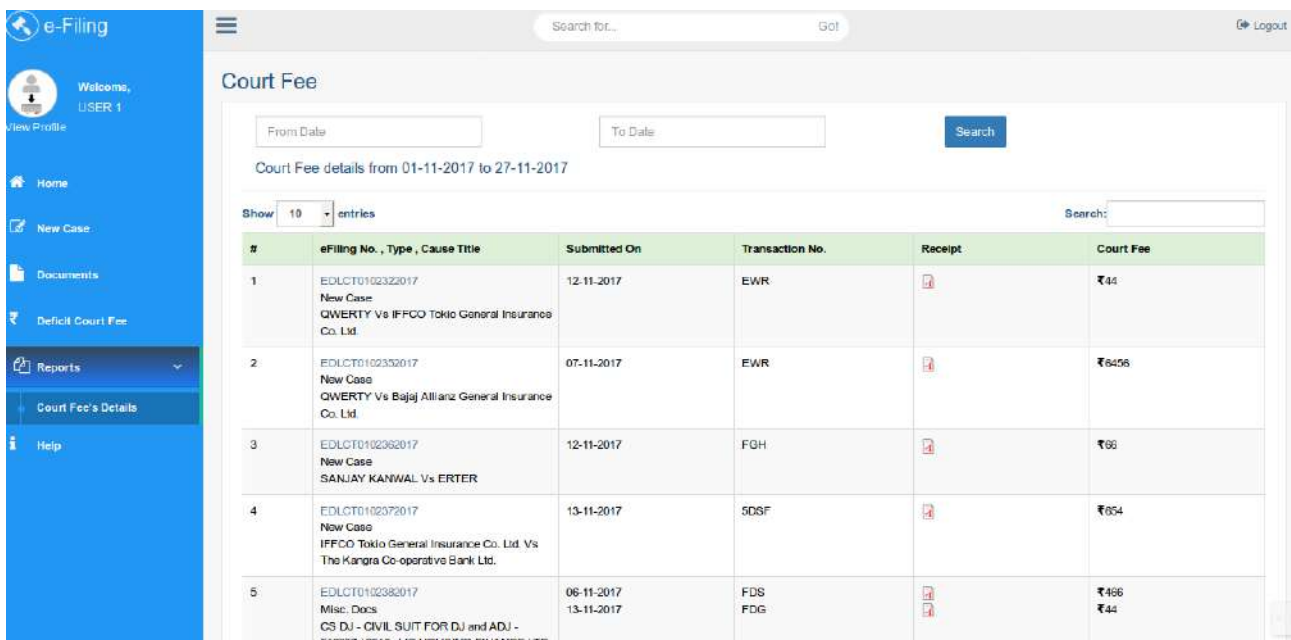 e-Filing
Search for...
Go!
Logout
Welcome,
USER 1
View Profile
Home
New Case
Documents
Deficit Court Fee
Reports
Court Fee's Details
Help
Court Fee
From Date
To Date
Search
Court Fee details from 01-11-2017 to 27-11-2017
Show 10 entries
Search:
# eFiling No. , Type , Cause Title Submitted On Transaction No. Receipt Court Fee
1 EDLCT0102322017 12-11-2017 EWR ₹44
New Case
QWERTY Vs IFFCO Tokio General Insurance
Co. Ltd.
2 EDLCT0102352017 07-11-2017 EWR ₹6456
New Case
QWERTY Vs Bajaj Allianz General Insurance
Co. Ltd.
3 EDLCT0102362017 12-11-2017 FGH ₹66
New Case
SANJAY KANWAL Vs ERTER
4 EDLCT0102372017 13-11-2017 5DSF ₹654
New Case
IFFCO Tokio General Insurance Co. Ltd. Vs
The Kangra Co-operative Bank Ltd.
5 EDLCT0102382017 06-11-2017 FDS ₹466
Misc. Docs 13-11-2017 FDG ₹44
CS DJ - CIVIL SUIT FOR DJ and ADJ -